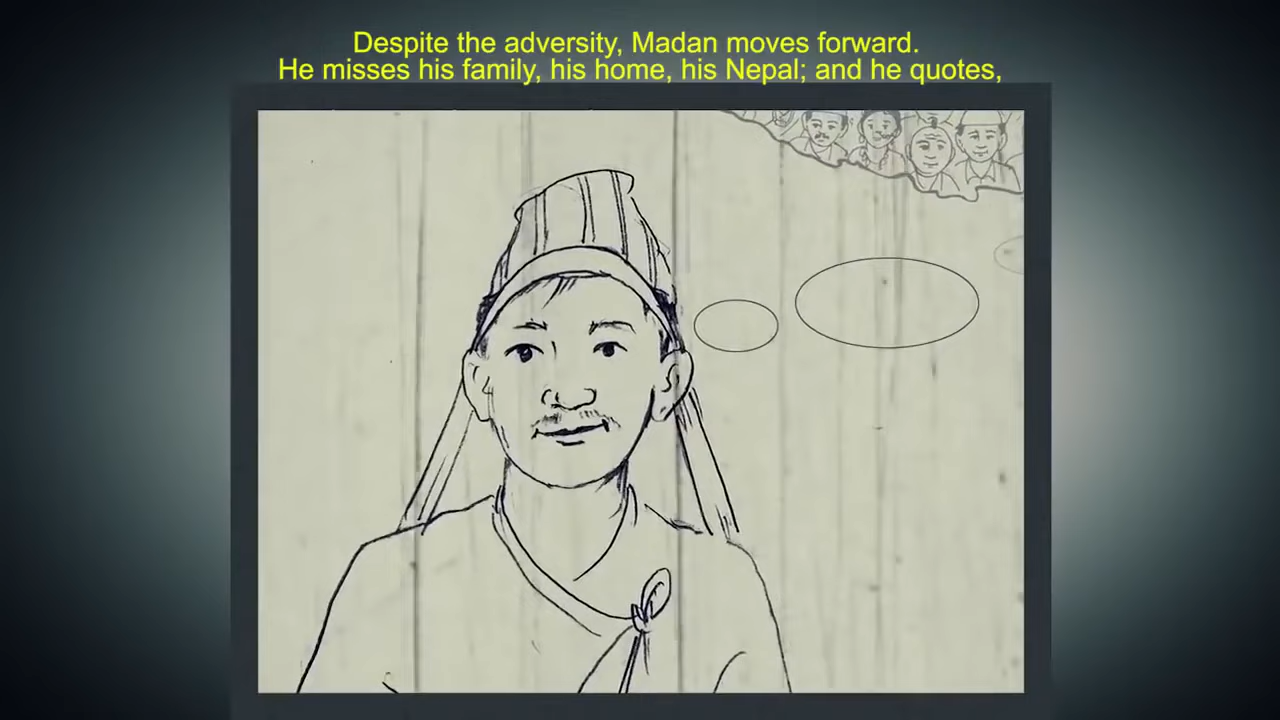 Despite the adversity, Madan moves forward.
He misses his family, his home, his Nepal; and he quotes,